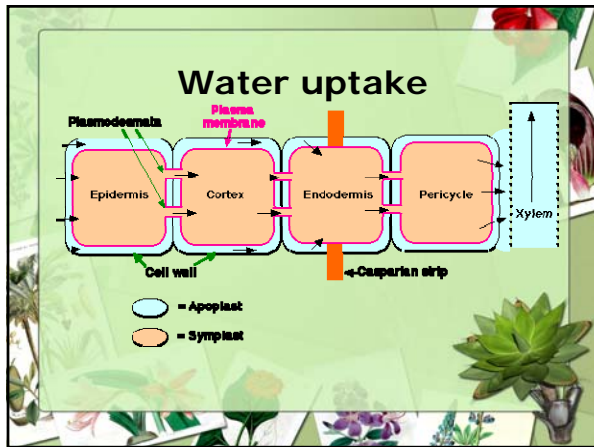 Water uptake
Plasma
membrane
Plasmodesmata
Epidermis
Cortex
Endodermis
Pericycle
Xylem
Cell wall
Casparian strip
= Apoplast
= Symplast